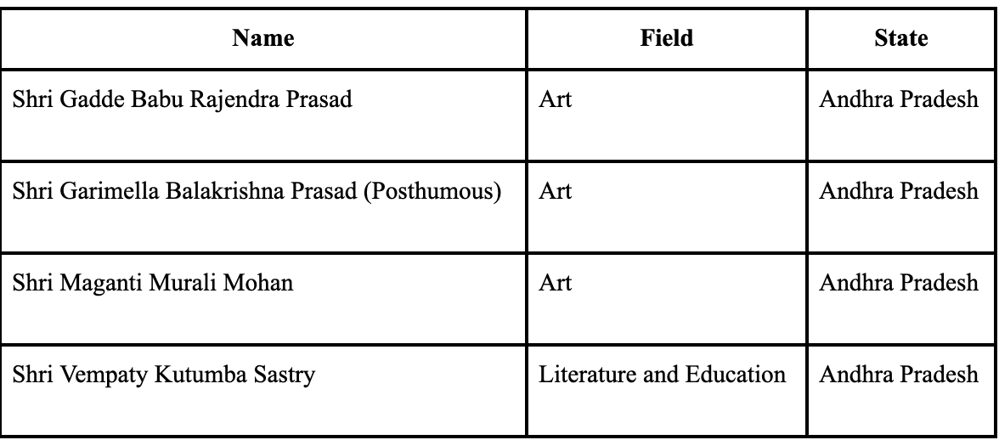 Name Field State
Shri Gadde Babu Rajendra Prasad Art Andhra Pradesh
Shri Garimella Balakrishna Prasad (Posthumous) Art Andhra Pradesh
Shri Maganti Murali Mohan Art Andhra Pradesh
Shri Vempaty Kutumba Sastry Literature and Education Andhra Pradesh